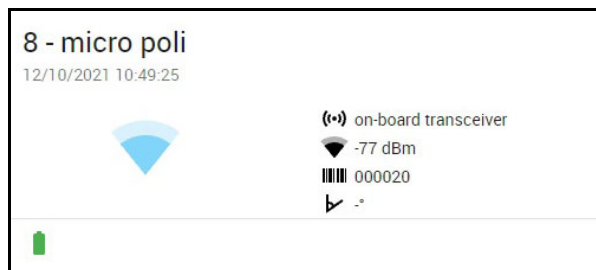 8 - micro poli
12/10/2021 10:49:25
on-board transceiver
-77 dBm
000020
-°